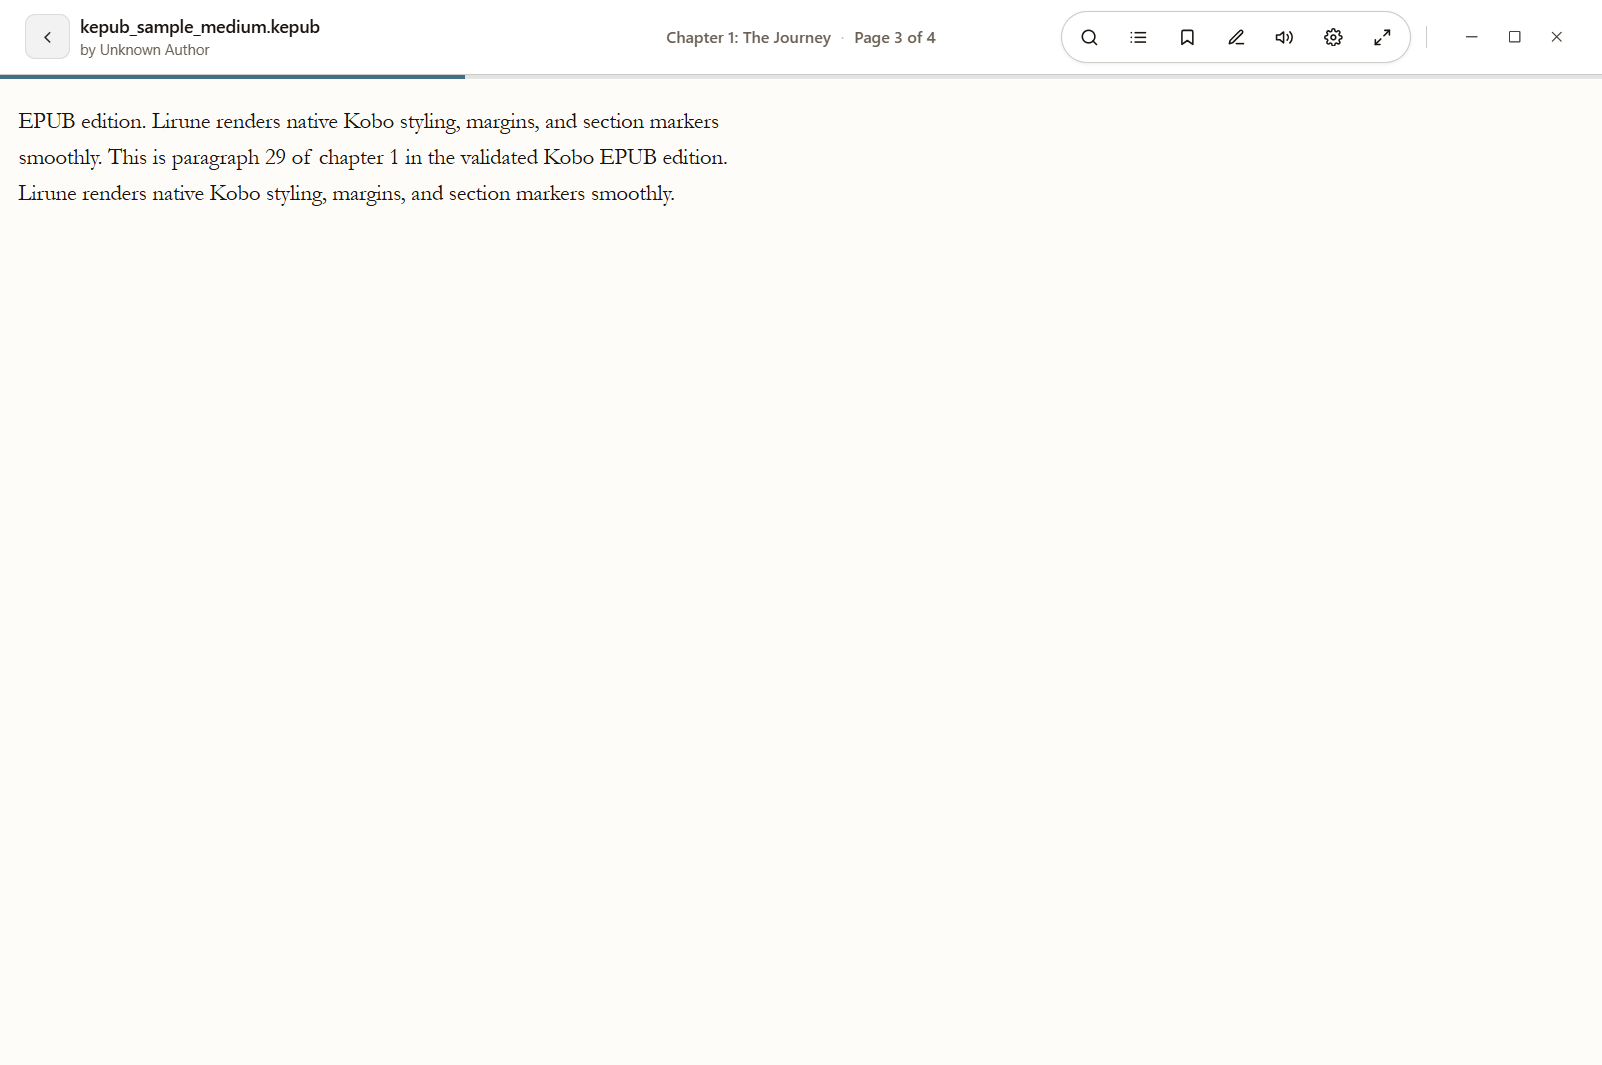 kepub_sample_medium.kepub
by Unknown Author
Chapter 1: The Journey · Page 3 of 4
EPUB edition. Lirune renders native Kobo styling, margins, and section markers
smoothly. This is paragraph 29 of chapter 1 in the validated Kobo EPUB edition.
Lirune renders native Kobo styling, margins, and section markers smoothly.